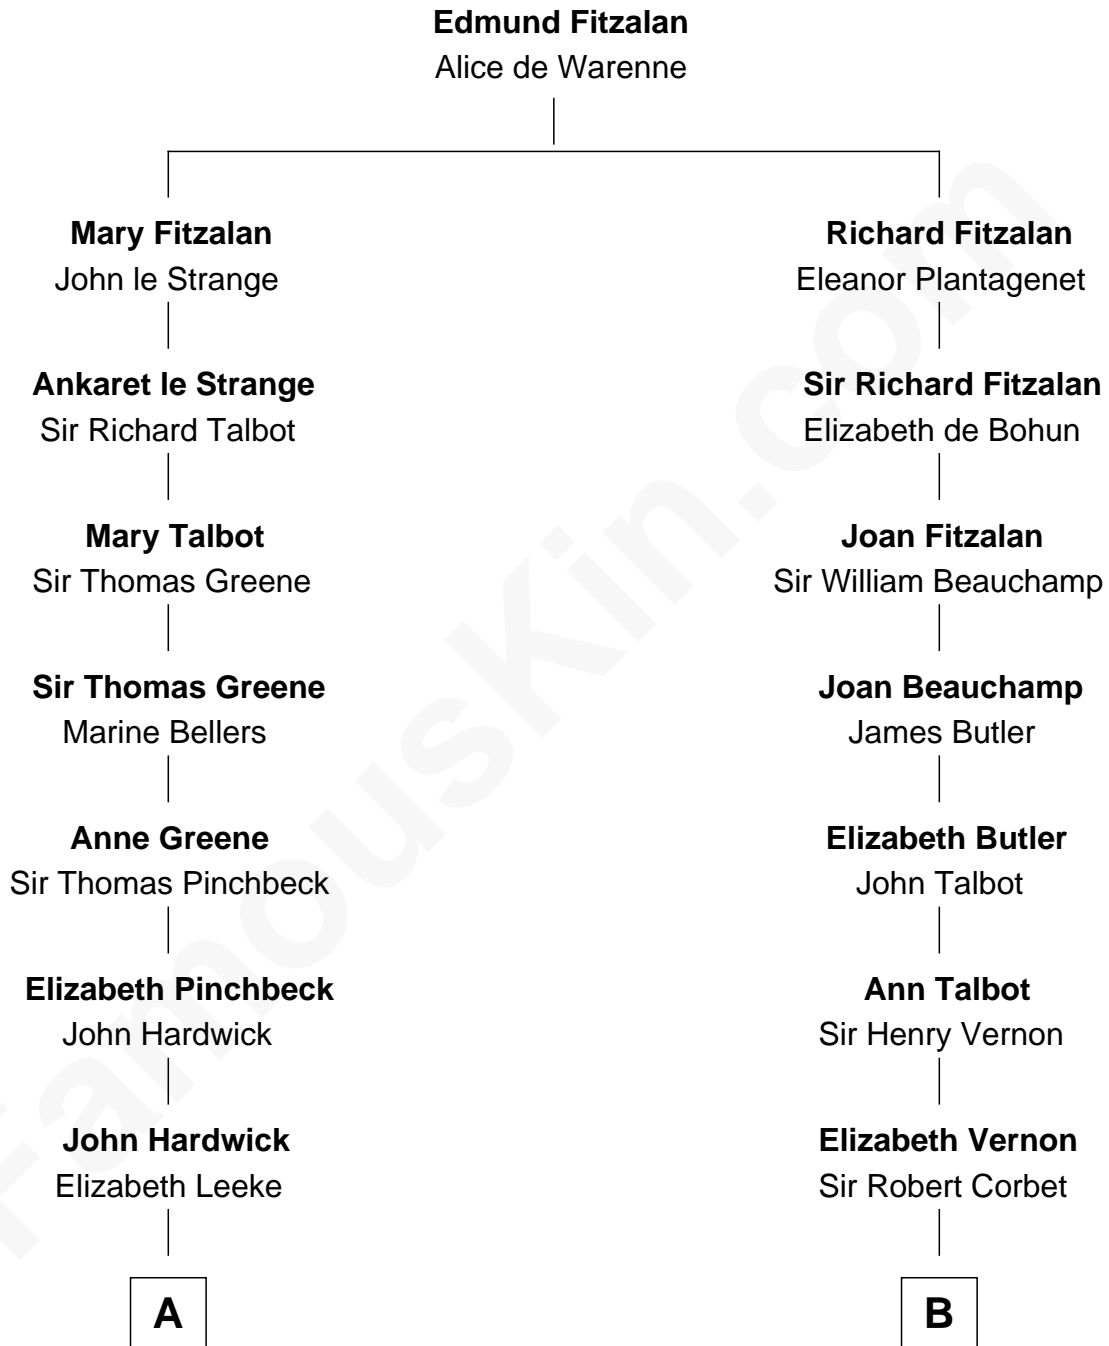 Edmund Fitzalan
Alice de Warenne
Mary Fitzalan
John le Strange
Richard Fitzalan
Eleanor Plantagenet
Ankaret le Strange
Sir Richard Talbot
Sir Richard Fitzalan
Elizabeth de Bohun
Mary Talbot
Sir Thomas Greene
Joan Fitzalan
Sir William Beauchamp
Sir Thomas Greene
Marine Bellers
Joan Beauchamp
James Butler
Anne Greene
Sir Thomas Pinchbeck
Elizabeth Butler
John Talbot
Elizabeth Pinchbeck
John Hardwick
Ann Talbot
Sir Henry Vernon
John Hardwick
Elizabeth Leeke
Elizabeth Vernon
Sir Robert Corbet
A
B
FamousKin.com